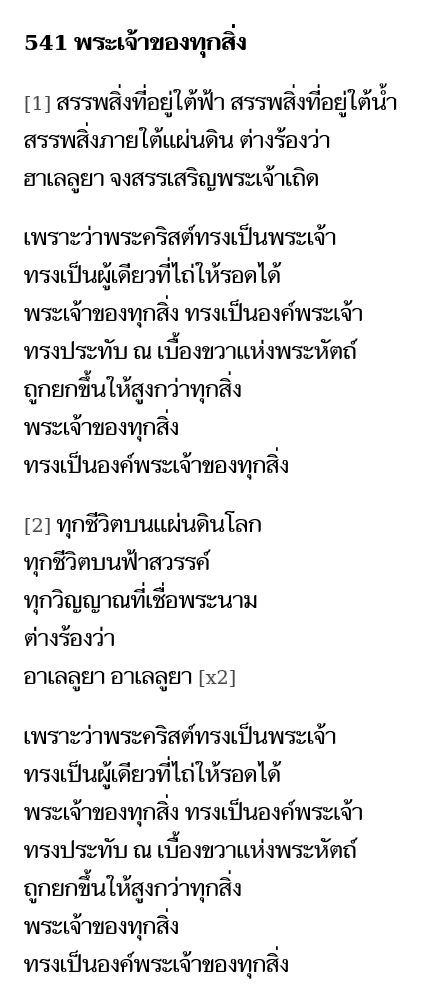 541 พระเจ้าของทุกสิ่ง
[1] สรรพสิ่งที่อยู่ใต้ฟ้า สรรพสิ่งที่อยู่ใต้น้ำ
สรรพสิ่งภายใต้แผ่นดิน ต่างร้องว่า
ฮาเลลูยา จงสรรเสริญพระเจ้าเถิด
เพราะว่าพระคริสต์ทรงเป็นพระเจ้า
ทรงเป็นผู้เดียวที่ไถ่ให้รอดได้
พระเจ้าของทุกสิ่ง ทรงเป็นองค์พระเจ้า
ทรงประทับ ณ เบื้องขวาแห่งพระหัตถ์
ถูกยกขึ้นให้สูงกว่าทุกสิ่ง
พระเจ้าของทุกสิ่ง
ทรงเป็นองค์พระเจ้าของทุกสิ่ง
[2] ทุกชีวิตบนแผ่นดินโลก
ทุกชีวิตบนฟ้าสวรรค์
ทุกวิญญาณที่เชื่อพระนาม
ต่างร้องว่า
อาเลลูยา อาเลลูยา [x2]
เพราะว่าพระคริสต์ทรงเป็นพระเจ้า
ทรงเป็นผู้เดียวที่ไถ่ให้รอดได้
พระเจ้าของทุกสิ่ง ทรงเป็นองค์พระเจ้า
ทรงประทับ ณ เบื้องขวาแห่งพระหัตถ์
ถูกยกขึ้นให้สูงกว่าทุกสิ่ง
พระเจ้าของทุกสิ่ง
ทรงเป็นองค์พระเจ้าของทุกสิ่ง